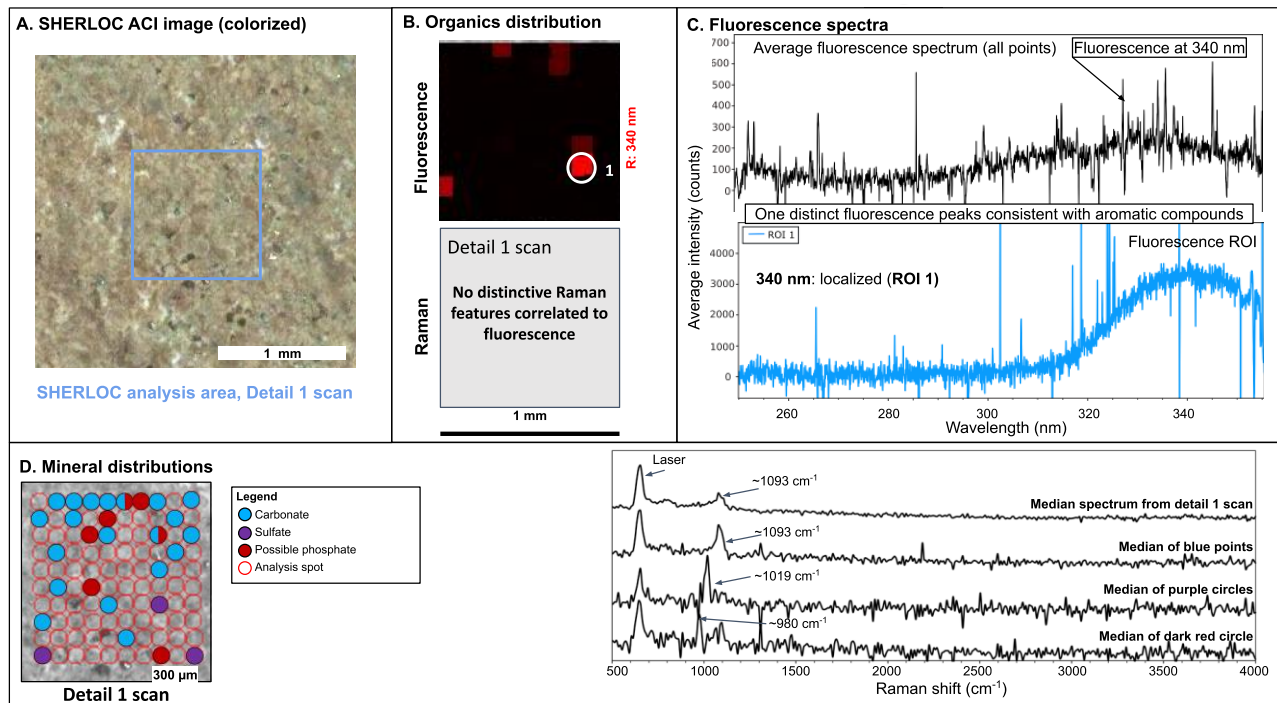 A. SHERLOC ACI image (colorized)
1 mm
SHERLOC analysis area, Detail 1 scan
B. Organics distribution
Fluorescence
1
R: 340 nm
Raman
Detail 1 scan
No distinctive Raman
features correlated to
fluorescence
1 mm
C. Fluorescence spectra
Average fluorescence spectrum (all points)
Fluorescence at 340 nm
700
600
500
400
300
200
100
0
One distinct fluorescence peaks consistent with aromatic compounds
Average intensity (counts)
ROI 1
Fluorescence ROI
340 nm: localized (ROI 1)
4000
3000
2000
1000
0
260
280
300
320
340
Wavelength (nm)
D. Mineral distributions
300 µm
Detail 1 scan
Legend
Carbonate
Sulfate
Possible phosphate
Analysis spot
Laser
~1093 cm-1
Median spectrum from detail 1 scan
~1093 cm-1
Median of blue points
~1019 cm-1
Median of purple circles
~980 cm-1
Median of dark red circle
500
1000
1500
2000
2500
3000
3500
4000
Raman shift (cm-1)